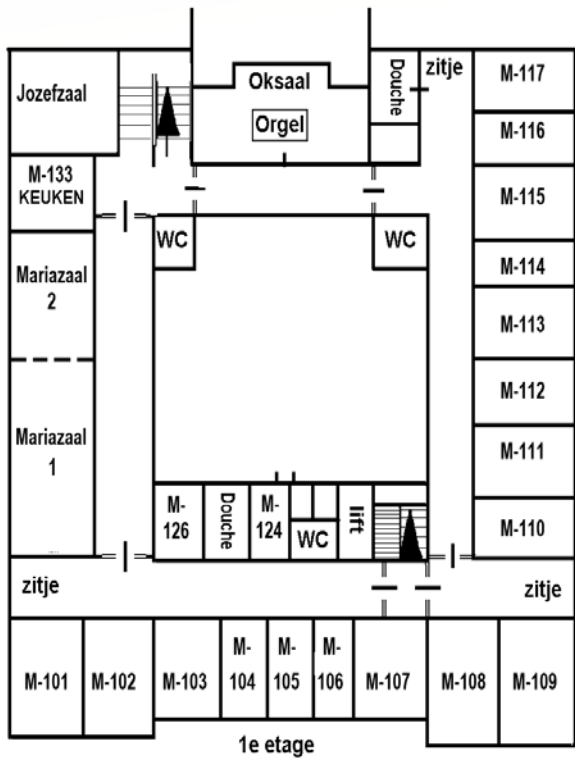 Jozefzaal
Oksaal
Orgel
Douche
zitje
M-117
M-116
M-133
KEUKEN
M-115
WC
WC
M-114
Mariazaal
2
M-113
M-112
Mariazaal
1
M-111
M-
126
Douche
M-
124
WC
lift
M-110
zitje
zitje
M-101
M-102
M-103
M-
104
M-
105
M-
106
M-107
M-108
M-109
1e etage